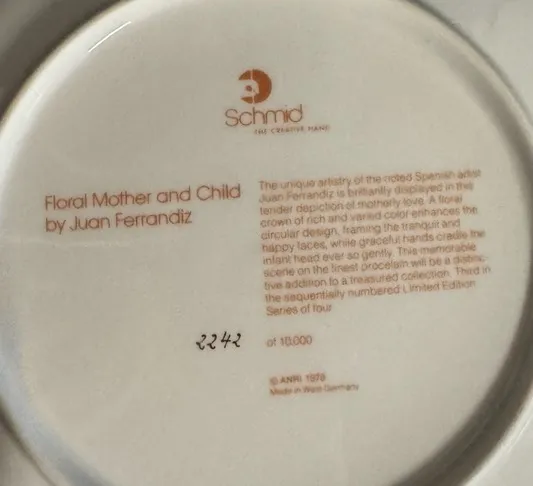 Schmid
THE CREATIVE HAND
Floral Mother and Child
by Juan Ferrandiz
The unique artistry of the noted Spanish artist
Juan Ferrandiz is brilliantly displayed in this
tender depiction of motherly love. A floral
crown of rich and varied color enhances the
circular design, framing the tranquil and
happy faces, while graceful hands cradle the
infant head ever so gently. This memorable
scene on the finest porcelain will be a distinc-
tive addition to a treasured collection. Third in
the sequentially numbered Limited Edition
Series of four
2242 of 10,000
© ANRI 1978
Made in West Germany